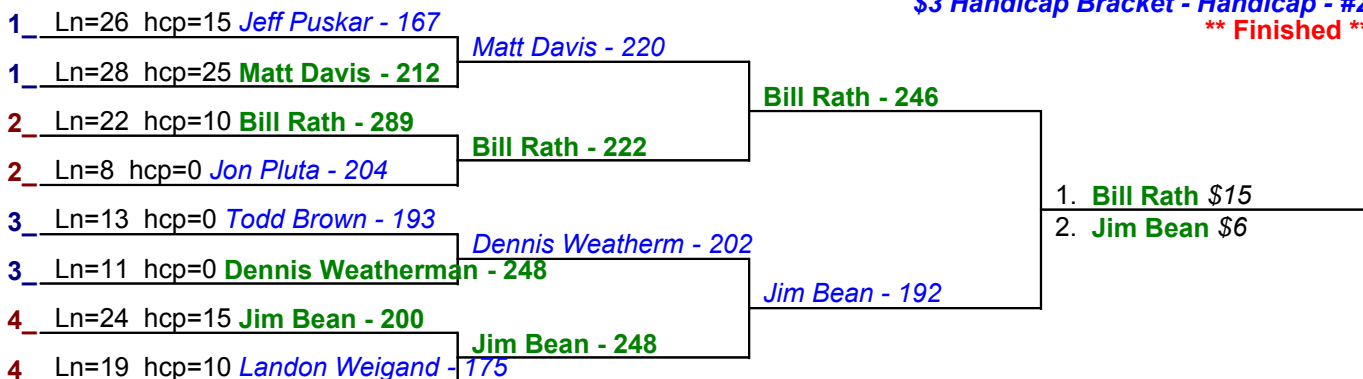 $3 Handicap Bracket - Handicap - #2
** Finished **
1_ Ln=26 hcp=15 Jeff Puskar - 167
Matt Davis - 220
1_ Ln=28 hcp=25 Matt Davis - 212
Bill Rath - 246
2_ Ln=22 hcp=10 Bill Rath - 289
Bill Rath - 222
2_ Ln=8 hcp=0 Jon Pluta - 204
1. Bill Rath $15
2. Jim Bean $6
3_ Ln=13 hcp=0 Todd Brown - 193
Dennis Weatherm - 202
3_ Ln=11 hcp=0 Dennis Weatherman - 248
Jim Bean - 192
4_ Ln=24 hcp=15 Jim Bean - 200
Jim Bean - 248
4 Ln=19 hcp=10 Landon Weigand - 175